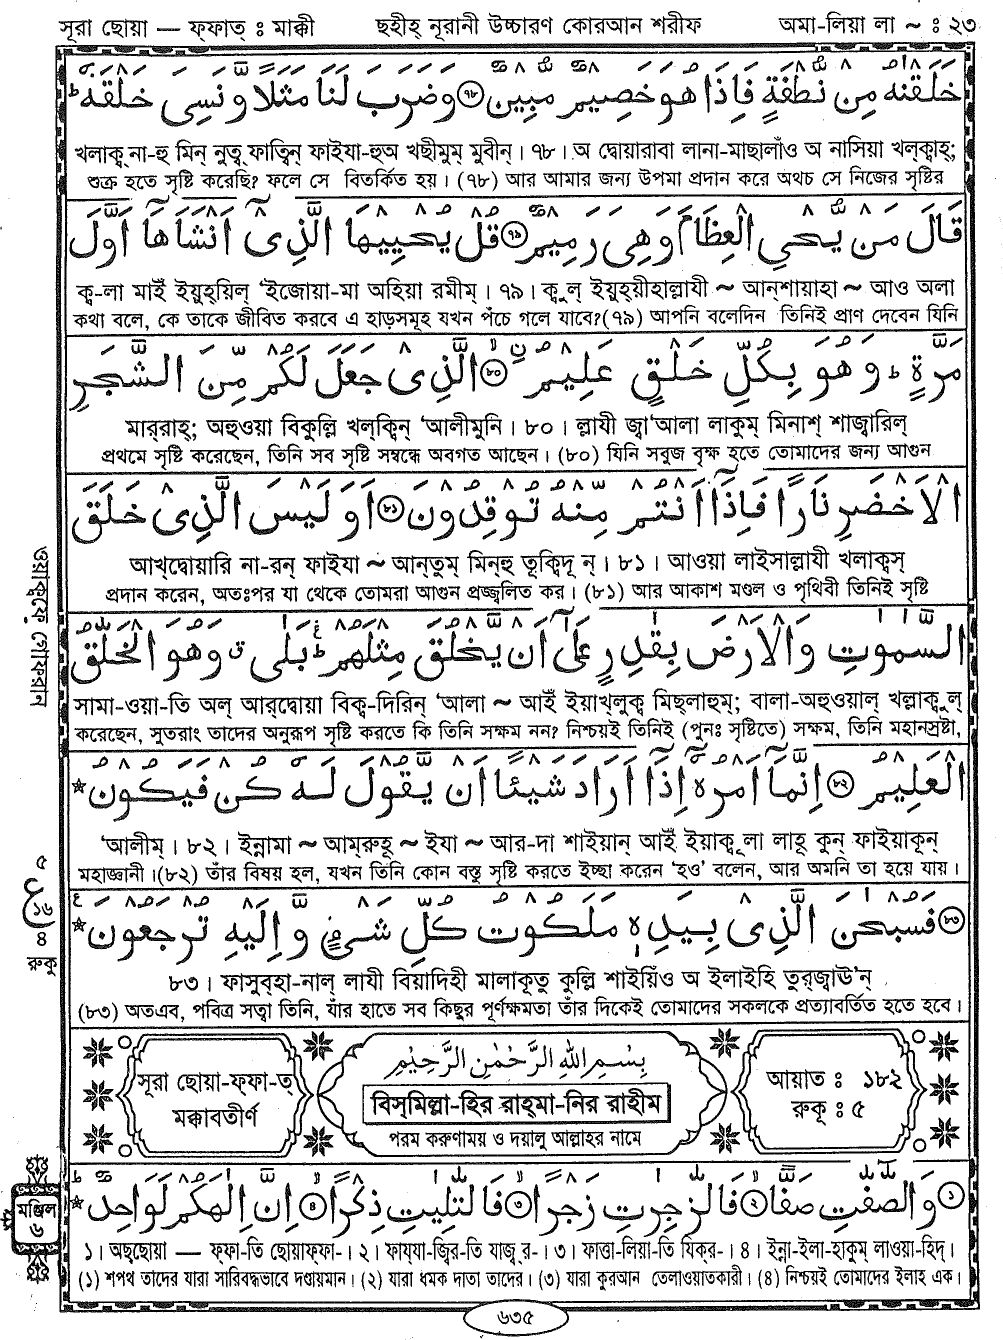 সূরা ছোয়া — ফ্ফাত্ ঃ মাক্কী ছহীহ্ নূরানী উচ্চারণ কোরআন শরীফ অমা-লিয়া লা ~ ঃ ২৩
خَلَقْنٰهُ مِنْ نُّطْفَةٍ فَاِذَا هُوَ خَصِيْمٌ مُّبِيْنٌ ﴿٧٨﴾ وَضَرَبَ لَنَا مَثَلًا وَّنَسِيَ خَلْقَهٗ ؕ
খলাক্ব্ না-হু মিন্ নুত্ব্ ফাতিন্ ফাইযা-হুঅ খছীমুম্ মুবীন্। ৭৮। অ দ্বোয়ারাবা লানা-মাছালাঁও অ নাসিয়া খল্ক্বাহ্;
শুক্র হতে সৃষ্টি করেছি? ফলে সে বিতর্কিত হয়। (৭৮) আর আমার জন্য উপমা প্রদান করে অথচ সে নিজের সৃষ্টির
قَالَ مَنْ يُّحْيِ الْعِظَامَ وَهِيَ رَمِيْمٌ ﴿٧٩﴾ قُلْ يُحْيِيْهَا الَّذِيْۤ اَنْشَاَهَاۤ اَوَّلَ
ক্ব-লা মাইঁ ইয়ুহ্য়িল্ ‘ইজোয়া-মা অহিয়া রমীম্। ৭৯। ক্বুল্ ইয়ুহ্য়ীহাল্লাযী ~ আন্শায়াহা ~ আও অলা
কথা বলে, কে তাকে জীবিত করবে এ হাড়সমূহ যখন পঁচে গলে যাবে?(৭৯) আপনি বলেদিন তিনিই প্রাণ দেবেন যিনি
مَرَّةٍ ؕ وَهُوَ بِكُلِّ خَلْقٍ عَلِيْمُۨ ﴿٨٠﴾ الَّذِيْ جَعَلَ لَكُمْ مِّنَ الشَّجَرِ
মার্‌রাহ্; অহুওয়া বিকুল্লি খল্ক্বিন্ ‘আলীমুনি। ৮০। ল্লাযী জ্বা‘আলা লাকুম্ মিনাশ্ শাজ্বারিল্
প্রথমে সৃষ্টি করেছেন, তিনি সব সৃষ্টি সম্বন্ধে অবগত আছেন। (৮০) যিনি সবুজ বৃক্ষ হতে তোমাদের জন্য আগুন
الْاَخْضَرِ نَارًا فَاِذَاۤ اَنْتُمْ مِّنْهُ تُوْقِدُوْنَ ﴿٨١﴾ اَوَلَيْسَ الَّذِيْ خَلَقَ
আখ্দ্বোয়ারি না-রন্ ফাইযা ~ আন্তুম্ মিন্হু তূক্বিদূ ন্। ৮১। আওয়া লাইসাল্লাযী খলাক্বস্
প্রদান করেন, অতঃপর যা থেকে তোমরা আগুন প্রজ্জ্বলিত কর। (৮১) আর আকাশ মণ্ডল ও পৃথিবী তিনিই সৃষ্টি
السَّمٰوٰتِ وَالْاَرْضَ بِقٰدِرٍ عَلٰۤى اَنْ يَّخْلُقَ مِثْلَهُمْ ؕ بَلٰى ۗ وَهُوَ الْخَلّٰقُ
সামা-ওয়া-তি অল্ আর্‌দ্বোয়া বিক্ব-দিরিন্ ‘আলা ~ আইঁ ইয়াখ্লুক্ব মিছ্লাহুম্; বালা-অহুওয়াল্ খল্লাক্বুল্
করেছেন, সুতরাং তাদের অনুরূপ সৃষ্টি করতে কি তিনি সক্ষম নন? নিশ্চয়ই তিনিই (পুনঃ সৃষ্টিতে) সক্ষম, তিনি মহানস্রষ্টা,
ওয়াক্বফে গোফরান
الْعَلِيْمُ ﴿٨٢﴾ اِنَّمَاۤ اَمْرُهٗۤ اِذَاۤ اَرَادَ شَيْئًا اَنْ يَّقُوْلَ لَهٗ كُنْ فَيَكُوْنُ
‘আলীম্। ৮২। ইন্নামা ~ আম্রুহূ ~ ইযা ~ আর-দা শাইয়ান্ আইঁ ইয়াক্বূ লা লাহূ কুন্ ফাইয়াকূন্
মহাজ্ঞানী।(৮২) তাঁর বিষয় হল, যখন তিনি কোন বস্তু সৃষ্টি করতে ইচ্ছা করেন ‘হও’ বলেন, আর অমনি তা হয়ে যায়।
﴿٨٣﴾ فَسُبْحٰنَ الَّذِيْ بِيَدِهٖ مَلَكُوْتُ كُلِّ شَيْءٍ وَّاِلَيْهِ تُرْجَعُوْنَ
৮৩। ফাসুব্হা-নাল্ লাযী বিয়াদিহী মালাকূতু কুল্লি শাইয়িঁও অ ইলাইহি তুর্‌জ্বাঊ’ন্
(৮৩) অতএব, পবিত্র সত্বা তিনি, যাঁর হাতে সব কিছুর পূর্ণক্ষমতা তাঁর দিকেই তোমাদের সকলকে প্রত্যাবর্তিত হতে হবে।
৫
ع
১৬
৪
রুকু
সূরা ছোয়া-ফ্ফা-ত্
মক্কাবতীর্ণ
بِسْمِ اللّٰهِ الرَّحْمٰنِ الرَّحِيْمِ
বিস্‌মিল্লা-হির রাহ্‌মা-নির রাহীম
পরম করুণাময় ও দয়ালু আল্লাহর নামে
আয়াত ঃ ১৮২
রুকূ ঃ ৫
وَالصّٰٓفّٰتِ صَفًّا ﴿٢﴾ فَالزّٰجِرٰتِ زَجْرًا ﴿٣﴾ فَالتّٰلِيٰتِ ذِكْرًا ﴿٤﴾ اِنَّ اِلٰهَكُمْ لَوَاحِدٌ ؕ
১। অছ্ছোয়া — ফ্ফা-তি ছোয়াফ্ফা-। ২। ফায্‌যা-জ্বির-তি যাজ্ব্ র-। ৩। ফাত্তা-লিয়া-তি যিক্‌র-। ৪। ইন্না-ইলা-হাকুম্ লাওয়া-হিদ্।
(১) শপথ তাদের যারা সারিবদ্ধভাবে দণ্ডায়মান। (২) যারা ধমক দাতা তাদের। (৩) যারা কুরআন তেলাওয়াতকারী। (৪) নিশ্চয়ই তোমাদের ইলাহ এক।
মঞ্জিল
৬
৬৩৫